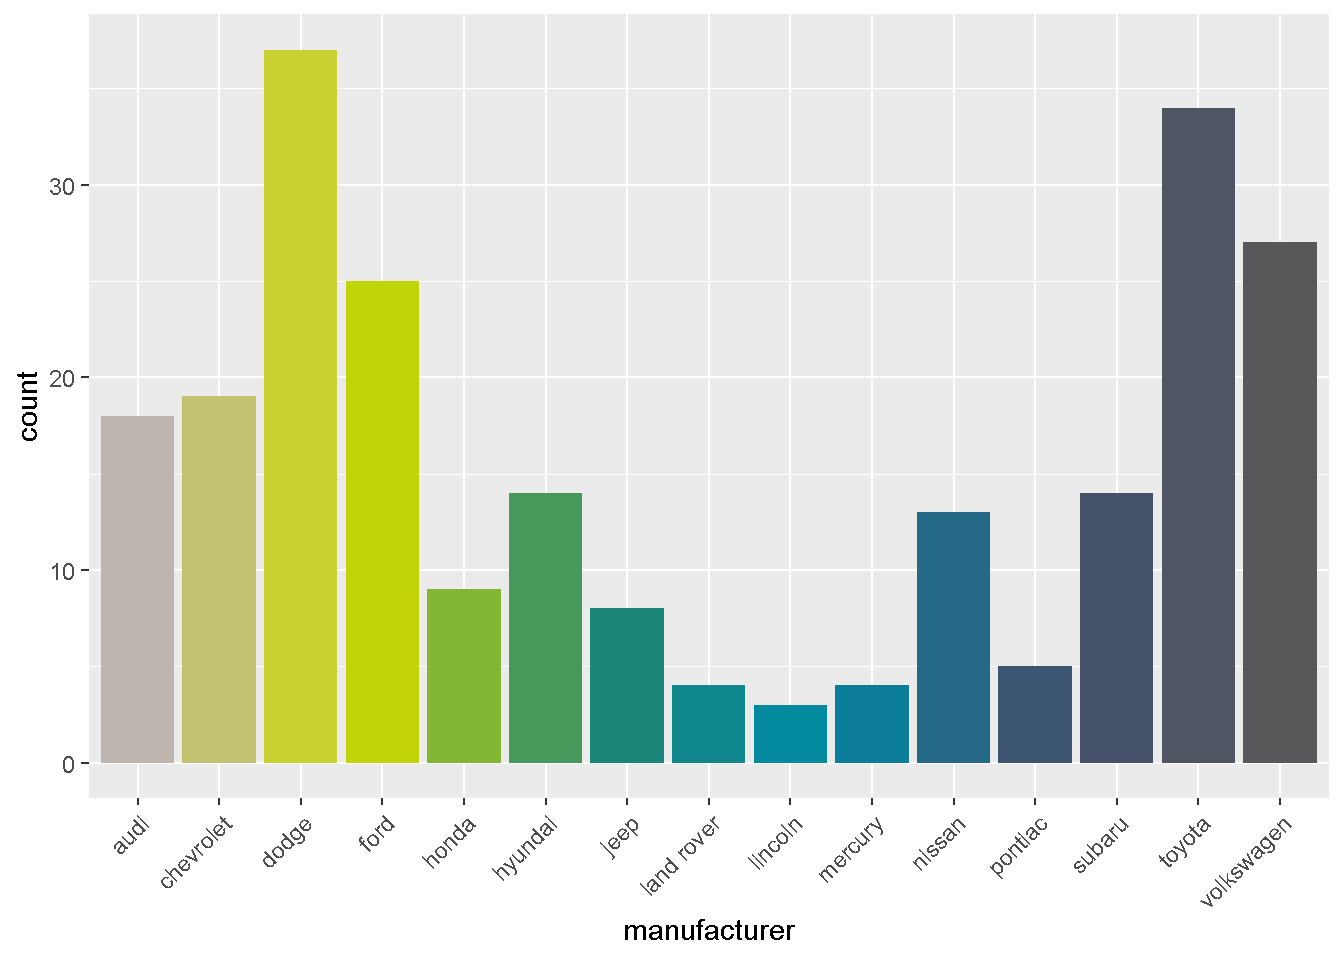 count
30
20
10
0
audi
chevrolet
dodge
ford
honda
hyundai
jeep
land rover
lincoln
mercury
nissan
pontiac
subaru
toyota
volkswagen
manufacturer